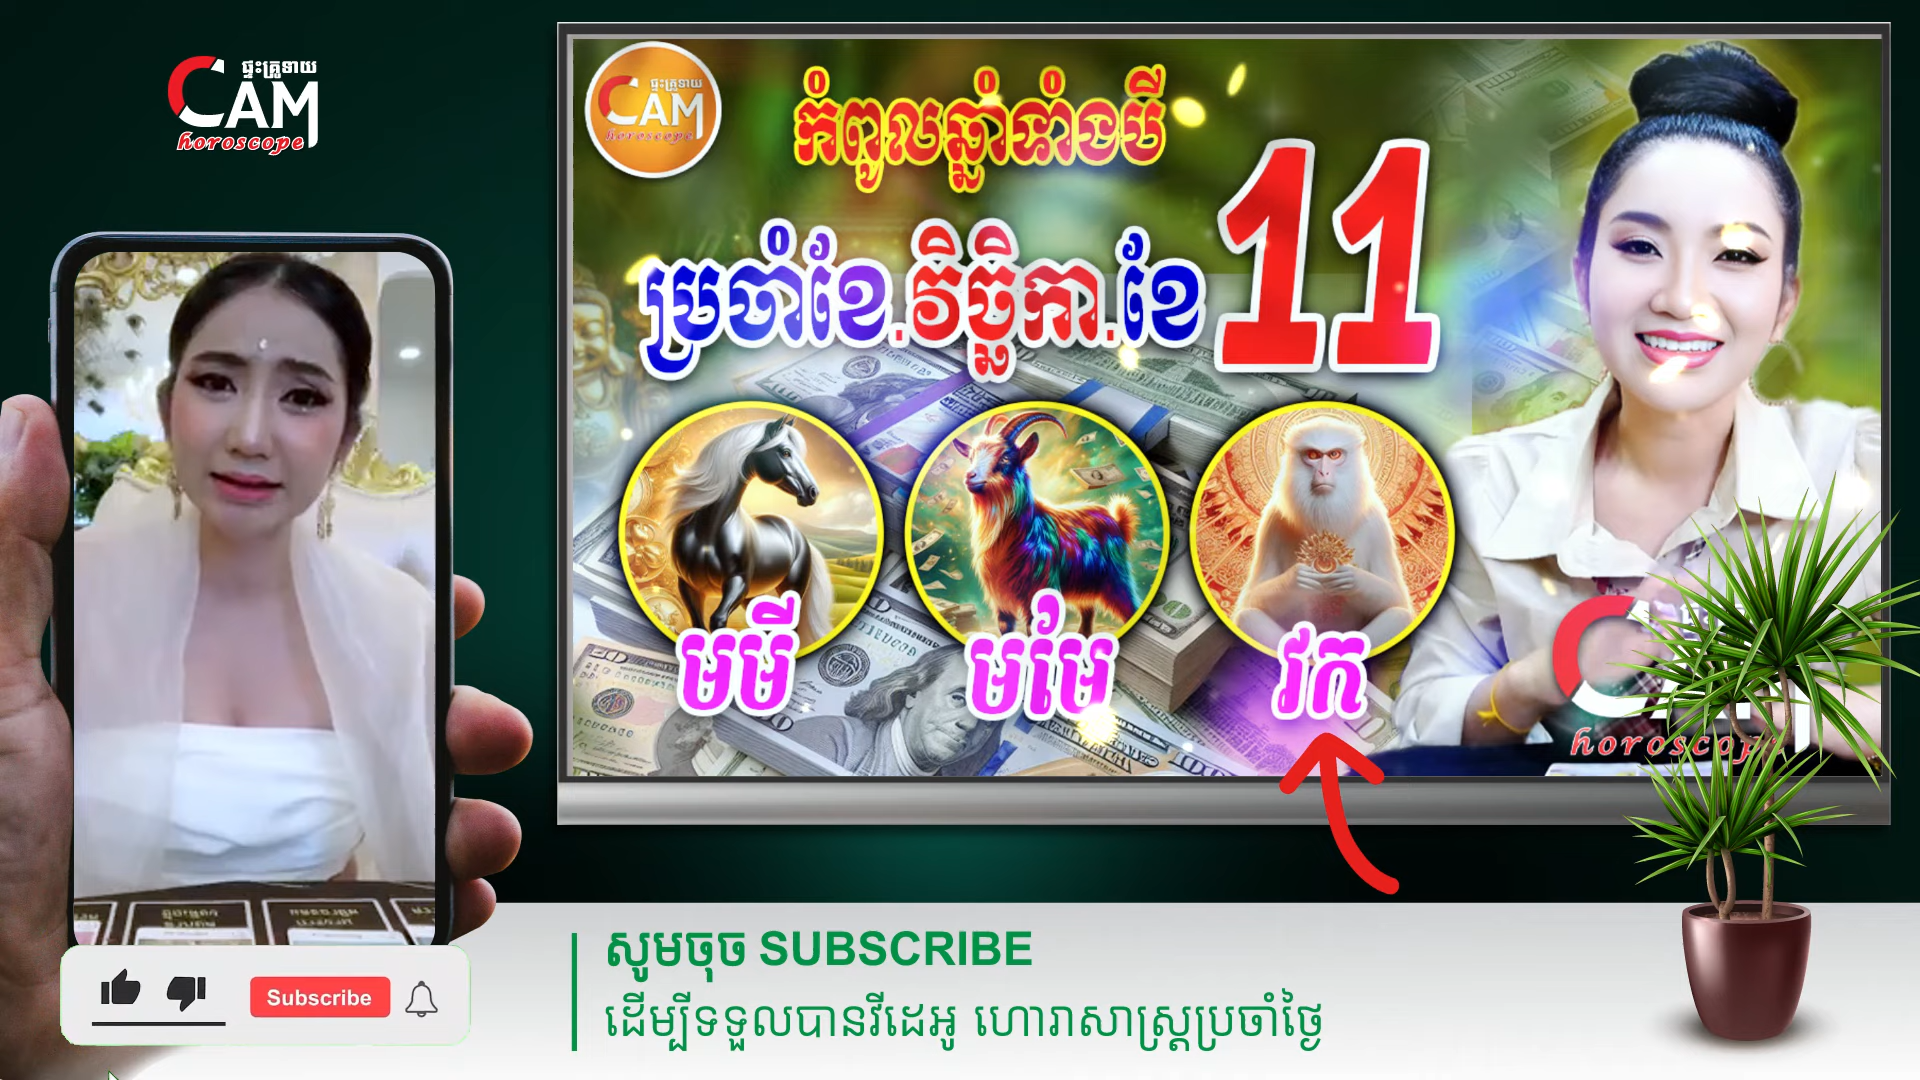 ផ្ទះគ្រូទាយ
CAM
horoscope
ផ្ទះគ្រូទាយ
CAM
horoscope
កំពូលឆ្នាំទាំងបី
ប្រចាំខែ.វិច្ឆិកា.ខែ 11
មមី
មមែ
វក
horoscope
Subscribe
សូមចុច SUBSCRIBE
ដើម្បីទទួលបានវីដេអូ ហោរាសាស្ត្រប្រចាំថ្ងៃ